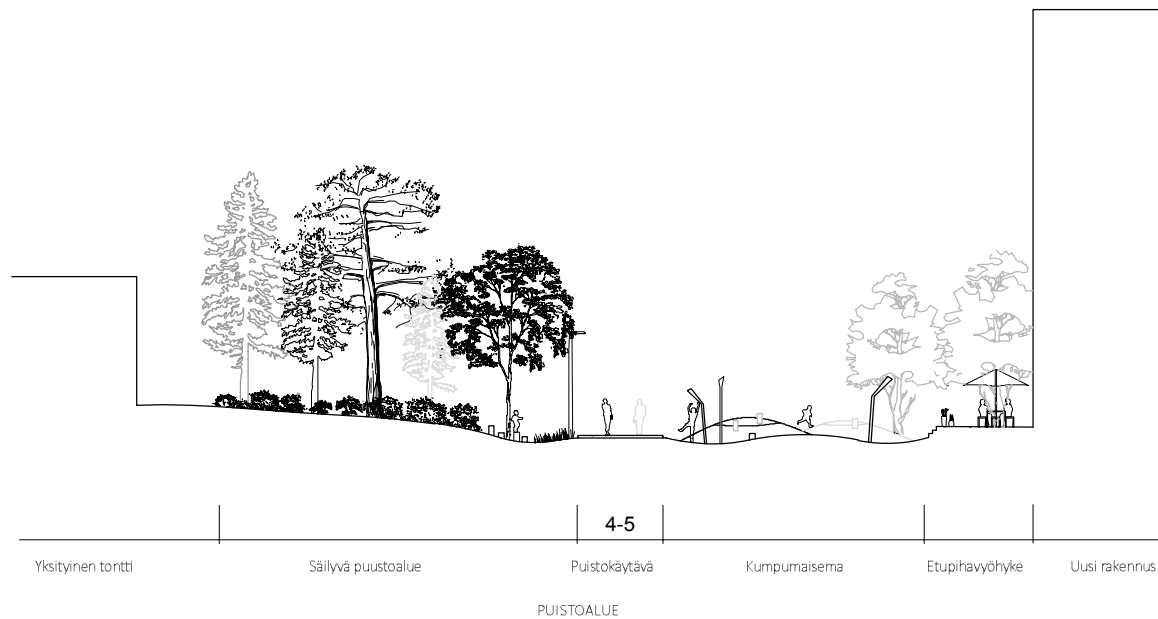 4-5
Yksityinen tontti
Säilyvä puustoalue
Puistokäytävä
Kumpumaisema
Etupihavyöhyke
Uusi rakennus
PUISTOALUE